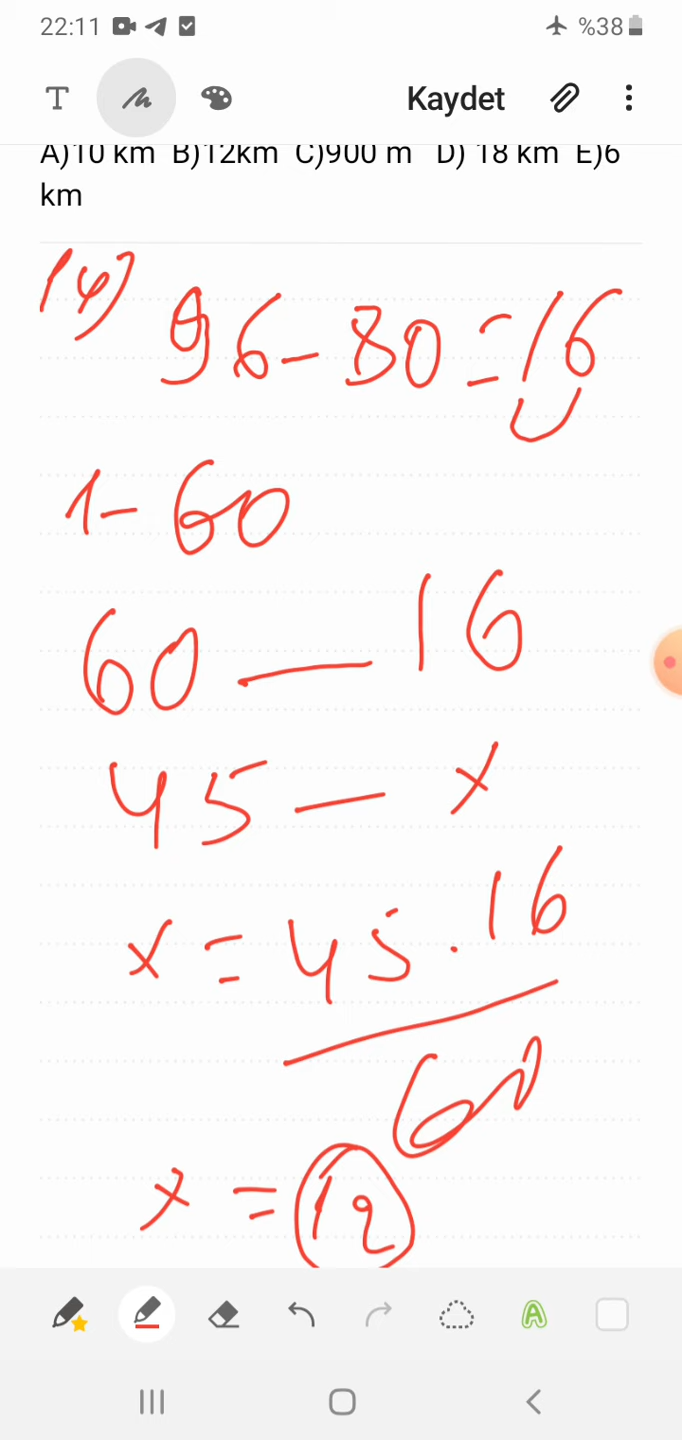 22:11 %38
Kaydet
A)10 km B)12km C)900 m D) 18 km E)6
km
14)
96-80=16
1-60
60 — 16
45 — x
x = 45.16
60
x = 12
A